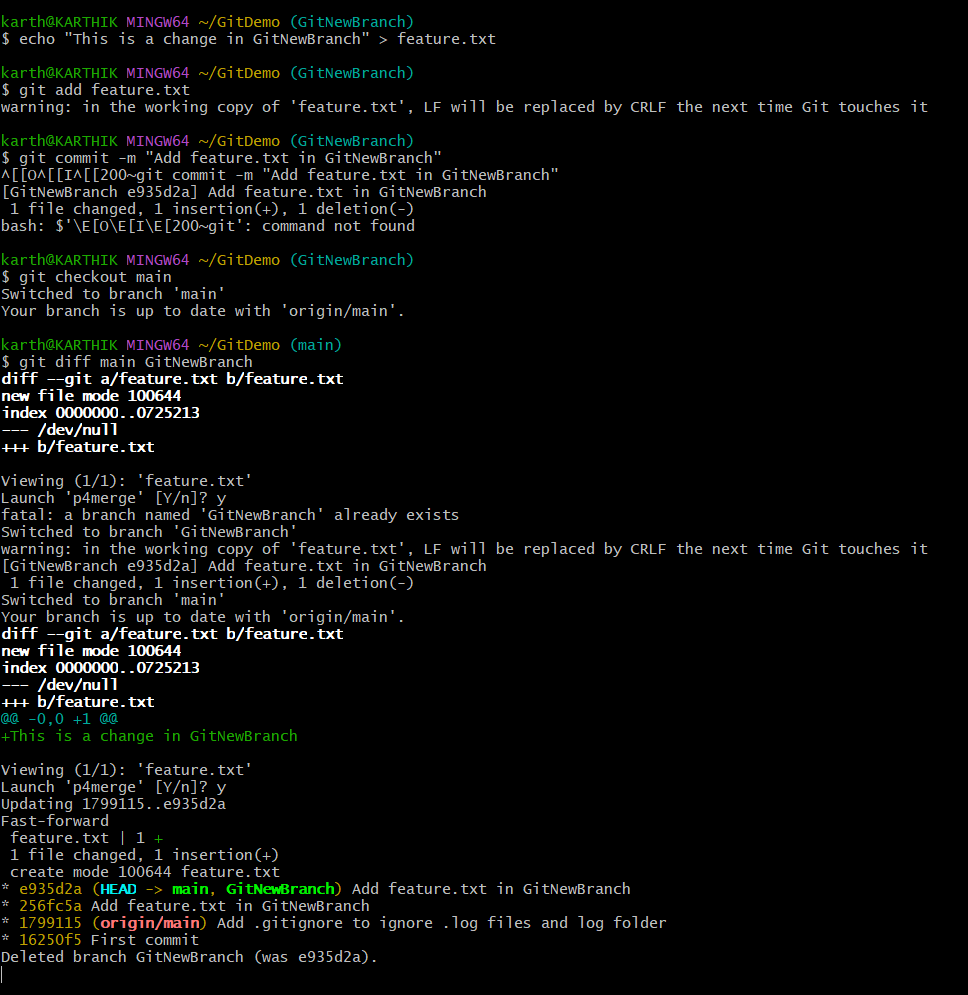 karth@KARTHIK MINGW64 ~/GitDemo (GitNewBranch)
$ echo "This is a change in GitNewBranch" > feature.txt
karth@KARTHIK MINGW64 ~/GitDemo (GitNewBranch)
$ git add feature.txt
warning: in the working copy of 'feature.txt', LF will be replaced by CRLF the next time Git touches it
karth@KARTHIK MINGW64 ~/GitDemo (GitNewBranch)
$ git commit -m "Add feature.txt in GitNewBranch"
^[[O^[[I^[[200~git commit -m "Add feature.txt in GitNewBranch"
[GitNewBranch e935d2a] Add feature.txt in GitNewBranch
 1 file changed, 1 insertion(+), 1 deletion(-)
bash: $'\E[O\E[I\E[200~git': command not found
karth@KARTHIK MINGW64 ~/GitDemo (GitNewBranch)
$ git checkout main
Switched to branch 'main'
Your branch is up to date with 'origin/main'.
karth@KARTHIK MINGW64 ~/GitDemo (main)
$ git diff main GitNewBranch
diff --git a/feature.txt b/feature.txt
new file mode 100644
index 0000000..0725213
--- /dev/null
+++ b/feature.txt
Viewing (1/1): 'feature.txt'
Launch 'p4merge' [Y/n]? y
fatal: a branch named 'GitNewBranch' already exists
Switched to branch 'GitNewBranch'
warning: in the working copy of 'feature.txt', LF will be replaced by CRLF the next time Git touches it
[GitNewBranch e935d2a] Add feature.txt in GitNewBranch
 1 file changed, 1 insertion(+), 1 deletion(-)
Switched to branch 'main'
Your branch is up to date with 'origin/main'.
diff --git a/feature.txt b/feature.txt
new file mode 100644
index 0000000..0725213
--- /dev/null
+++ b/feature.txt
@@ -0,0 +1 @@
+This is a change in GitNewBranch
Viewing (1/1): 'feature.txt'
Launch 'p4merge' [Y/n]? y
Updating 1799115..e935d2a
Fast-forward
 feature.txt | 1 +
 1 file changed, 1 insertion(+)
 create mode 100644 feature.txt
* e935d2a (HEAD -> main, GitNewBranch) Add feature.txt in GitNewBranch
* 256fc5a Add feature.txt in GitNewBranch
* 1799115 (origin/main) Add .gitignore to ignore .log files and log folder
* 16250f5 First commit
Deleted branch GitNewBranch (was e935d2a).